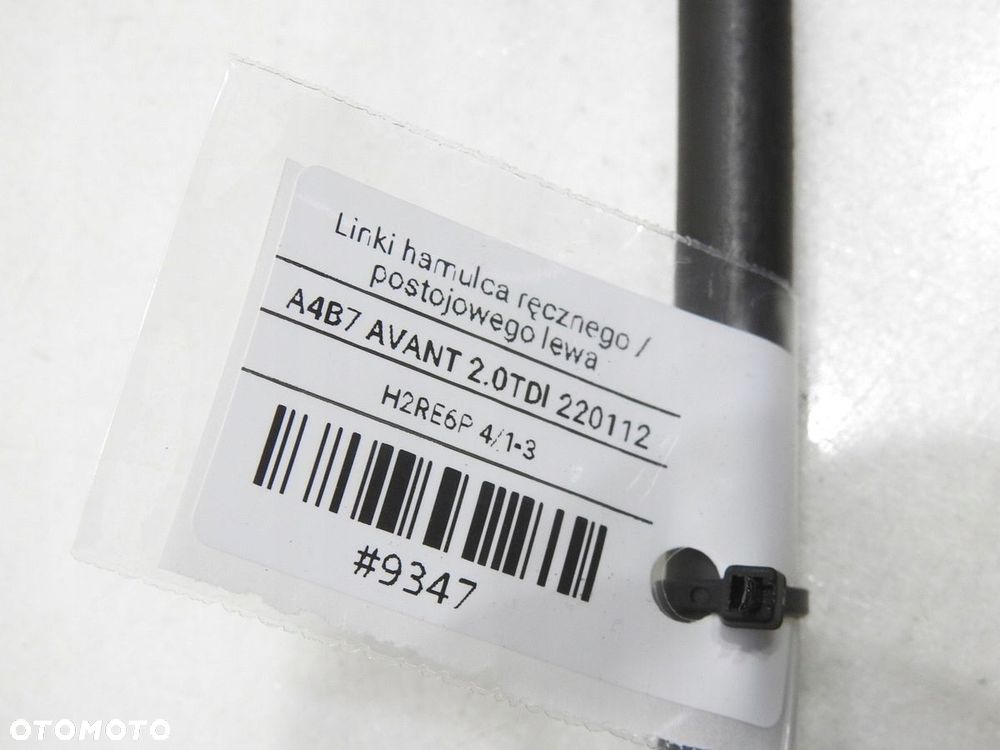 Linki hamulca ręcznego /
postojowego lewa
A4B7 AVANT 2.0TDI 220112
H2RE6P 4/1-3
#9347
OTOMOTO